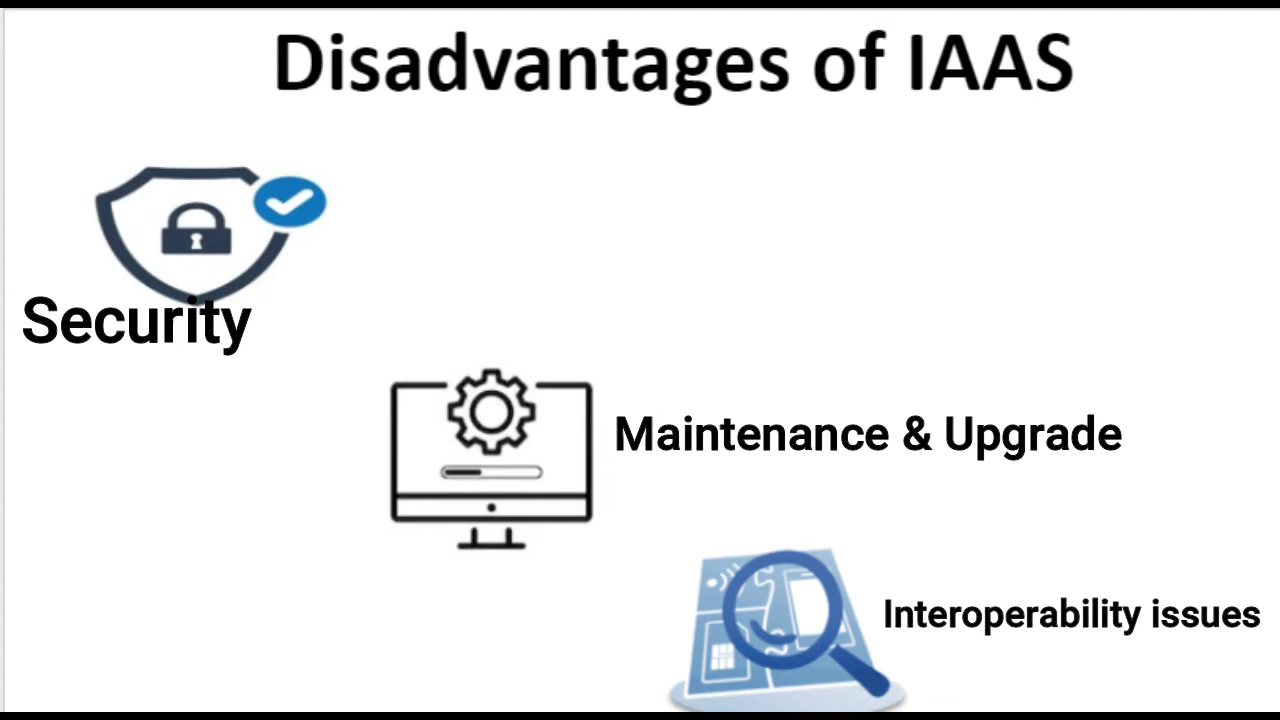 Disadvantages of IAAS
Security
Maintenance & Upgrade
Interoperability issues